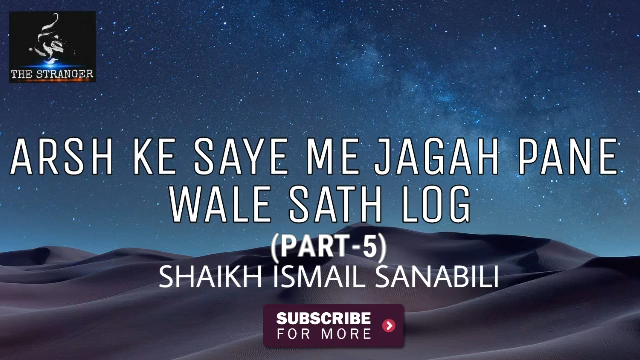 THE STRANGER
ARSH KE SAYE ME JAGAH PANE
WALE SATH LOG
(PART-5)
SHAIKH ISMAIL SANABILI
SUBSCRIBE
FOR MORE